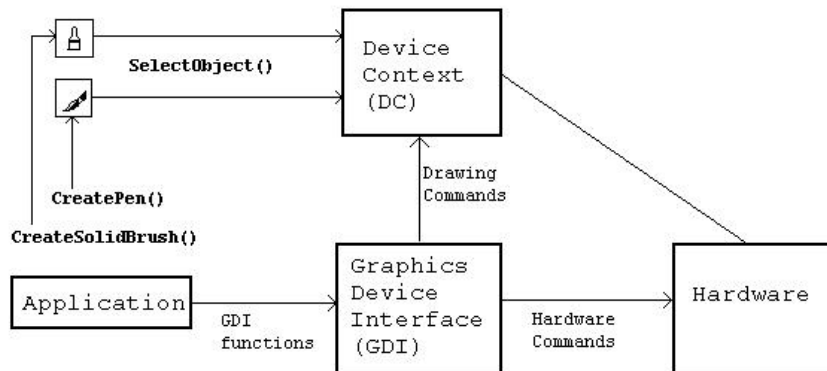 SelectObject()
Device
Context
(DC)
CreatePen()
CreateSolidBrush()
Drawing
Commands
Application
GDI
functions
Graphics
Device
Interface
(GDI)
Hardware
Commands
Hardware